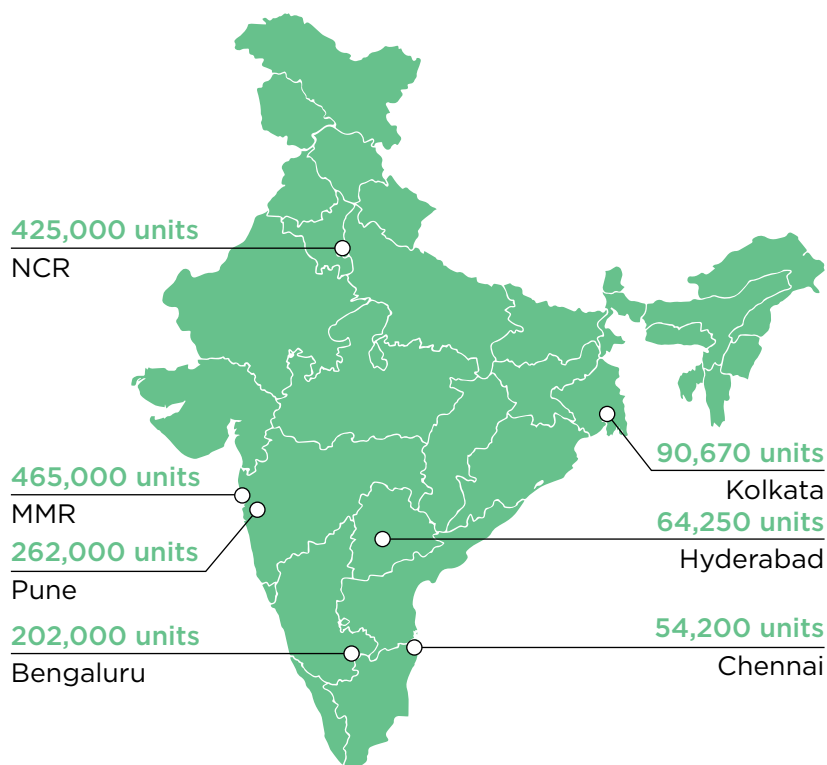 425,000 units
NCR
465,000 units
MMR
262,000 units
Pune
202,000 units
Bengaluru
90,670 units
Kolkata
64,250 units
Hyderabad
54,200 units
Chennai